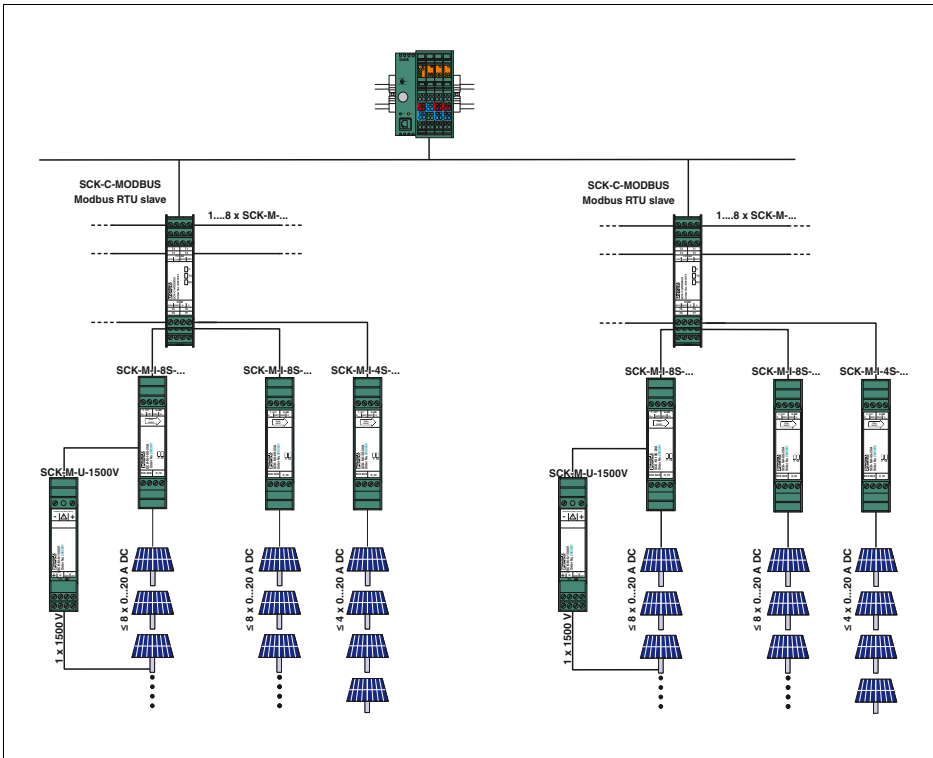 SCK-C-MODBUS
Modbus RTU slave
1....8 x SCK-M-...
SCK-M-I-8S-...
SCK-M-I-8S-...
SCK-M-I-4S-...
SCK-M-U-1500V
1 x 1500 V
≤ 8 x 0...20 A DC
≤ 8 x 0...20 A DC
≤ 4 x 0...20 A DC
SCK-C-MODBUS
Modbus RTU slave
1....8 x SCK-M-...
SCK-M-I-8S-...
SCK-M-I-8S-...
SCK-M-I-4S-...
SCK-M-U-1500V
1 x 1500 V
≤ 8 x 0...20 A DC
≤ 8 x 0...20 A DC
≤ 4 x 0...20 A DC